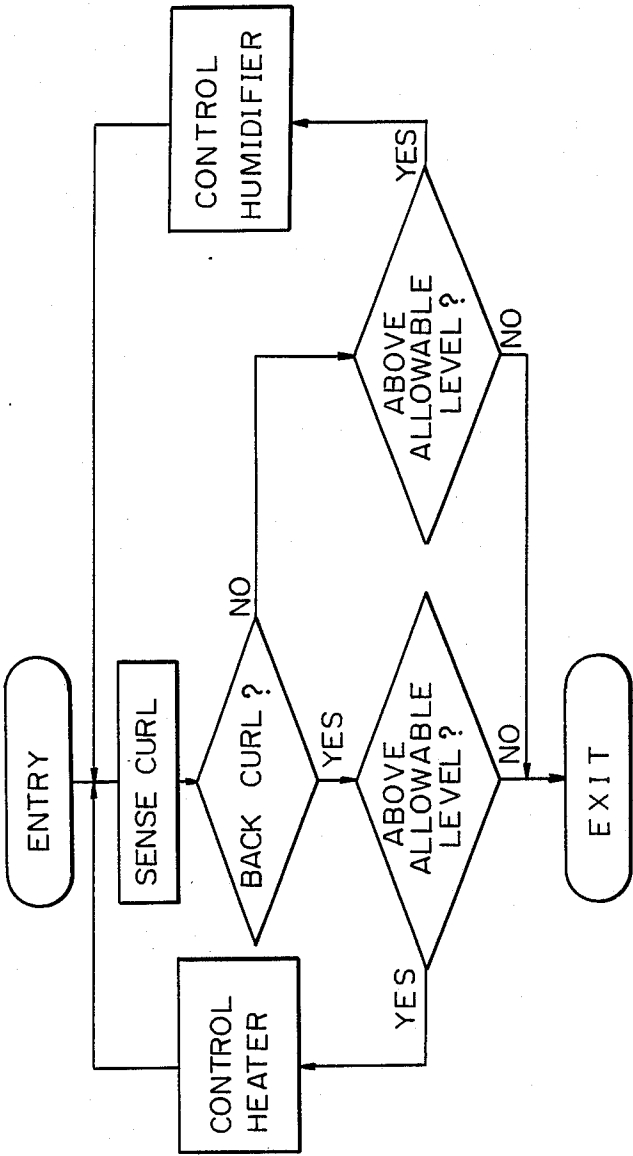 ENTRY
SENSE CURL
BACK CURL?
NO
YES
ABOVE
ALLOWABLE
LEVEL?
YES
NO
CONTROL
HEATER
ABOVE
ALLOWABLE
LEVEL?
YES
NO
CONTROL
HUMIDIFIER
EXIT